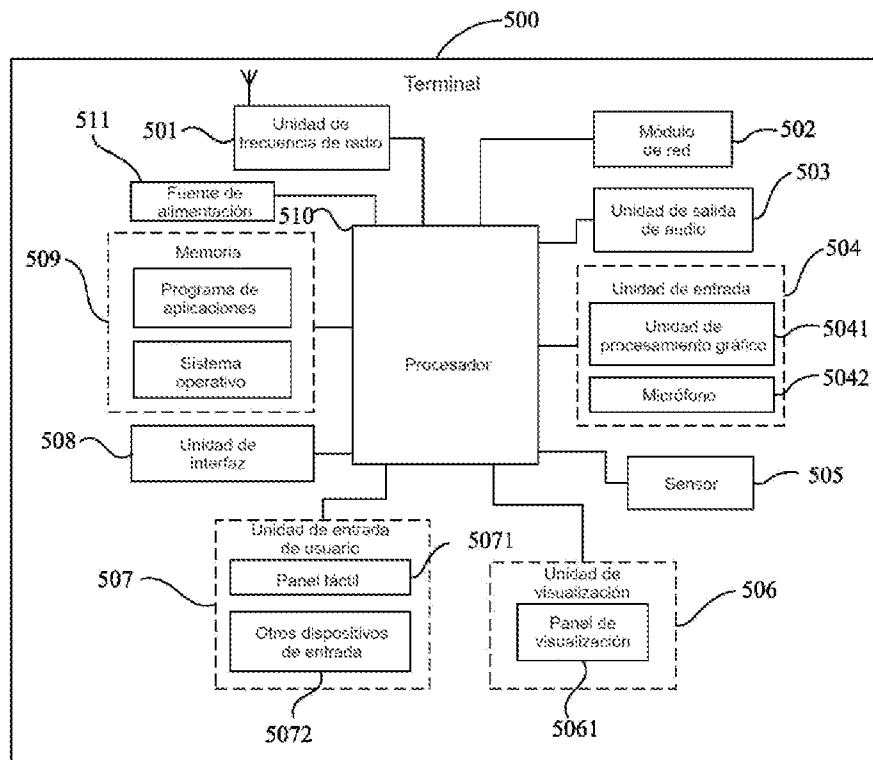 500
Terminal
501
Unidad de
frecuencia de radio
Módulo
de red
502
511
Fuente de
alimentación
510
Unidad de salida
de audio
503
509
Memoria
Programa de
aplicaciones
Sistema
operativo
Procesador
504
Unidad de entrada
Unidad de
procesamiento gráfico
5041
Micrófono
5042
508
Unidad de
interfaz
Sensor
505
507
Unidad de entrada
de usuario
5071
Panel táctil
Otros dispositivos
de entrada
5072
Unidad de
visualización
506
Panel de
visualización
5061